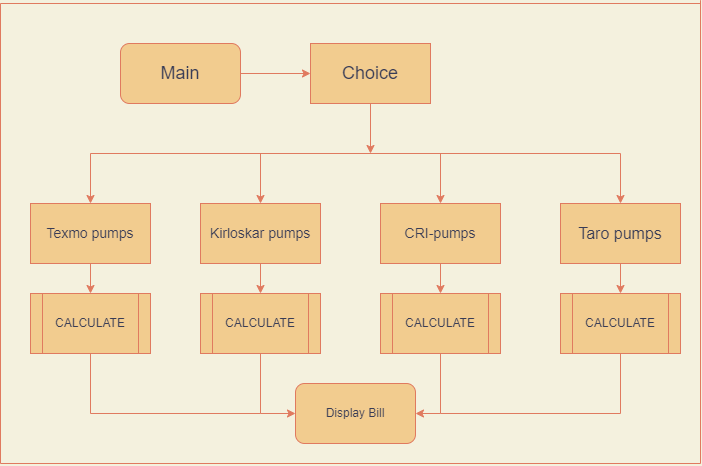 Main
Choice
Texmo pumps
Kirloskar pumps
CRI-pumps
Taro pumps
CALCULATE
CALCULATE
CALCULATE
CALCULATE
Display Bill